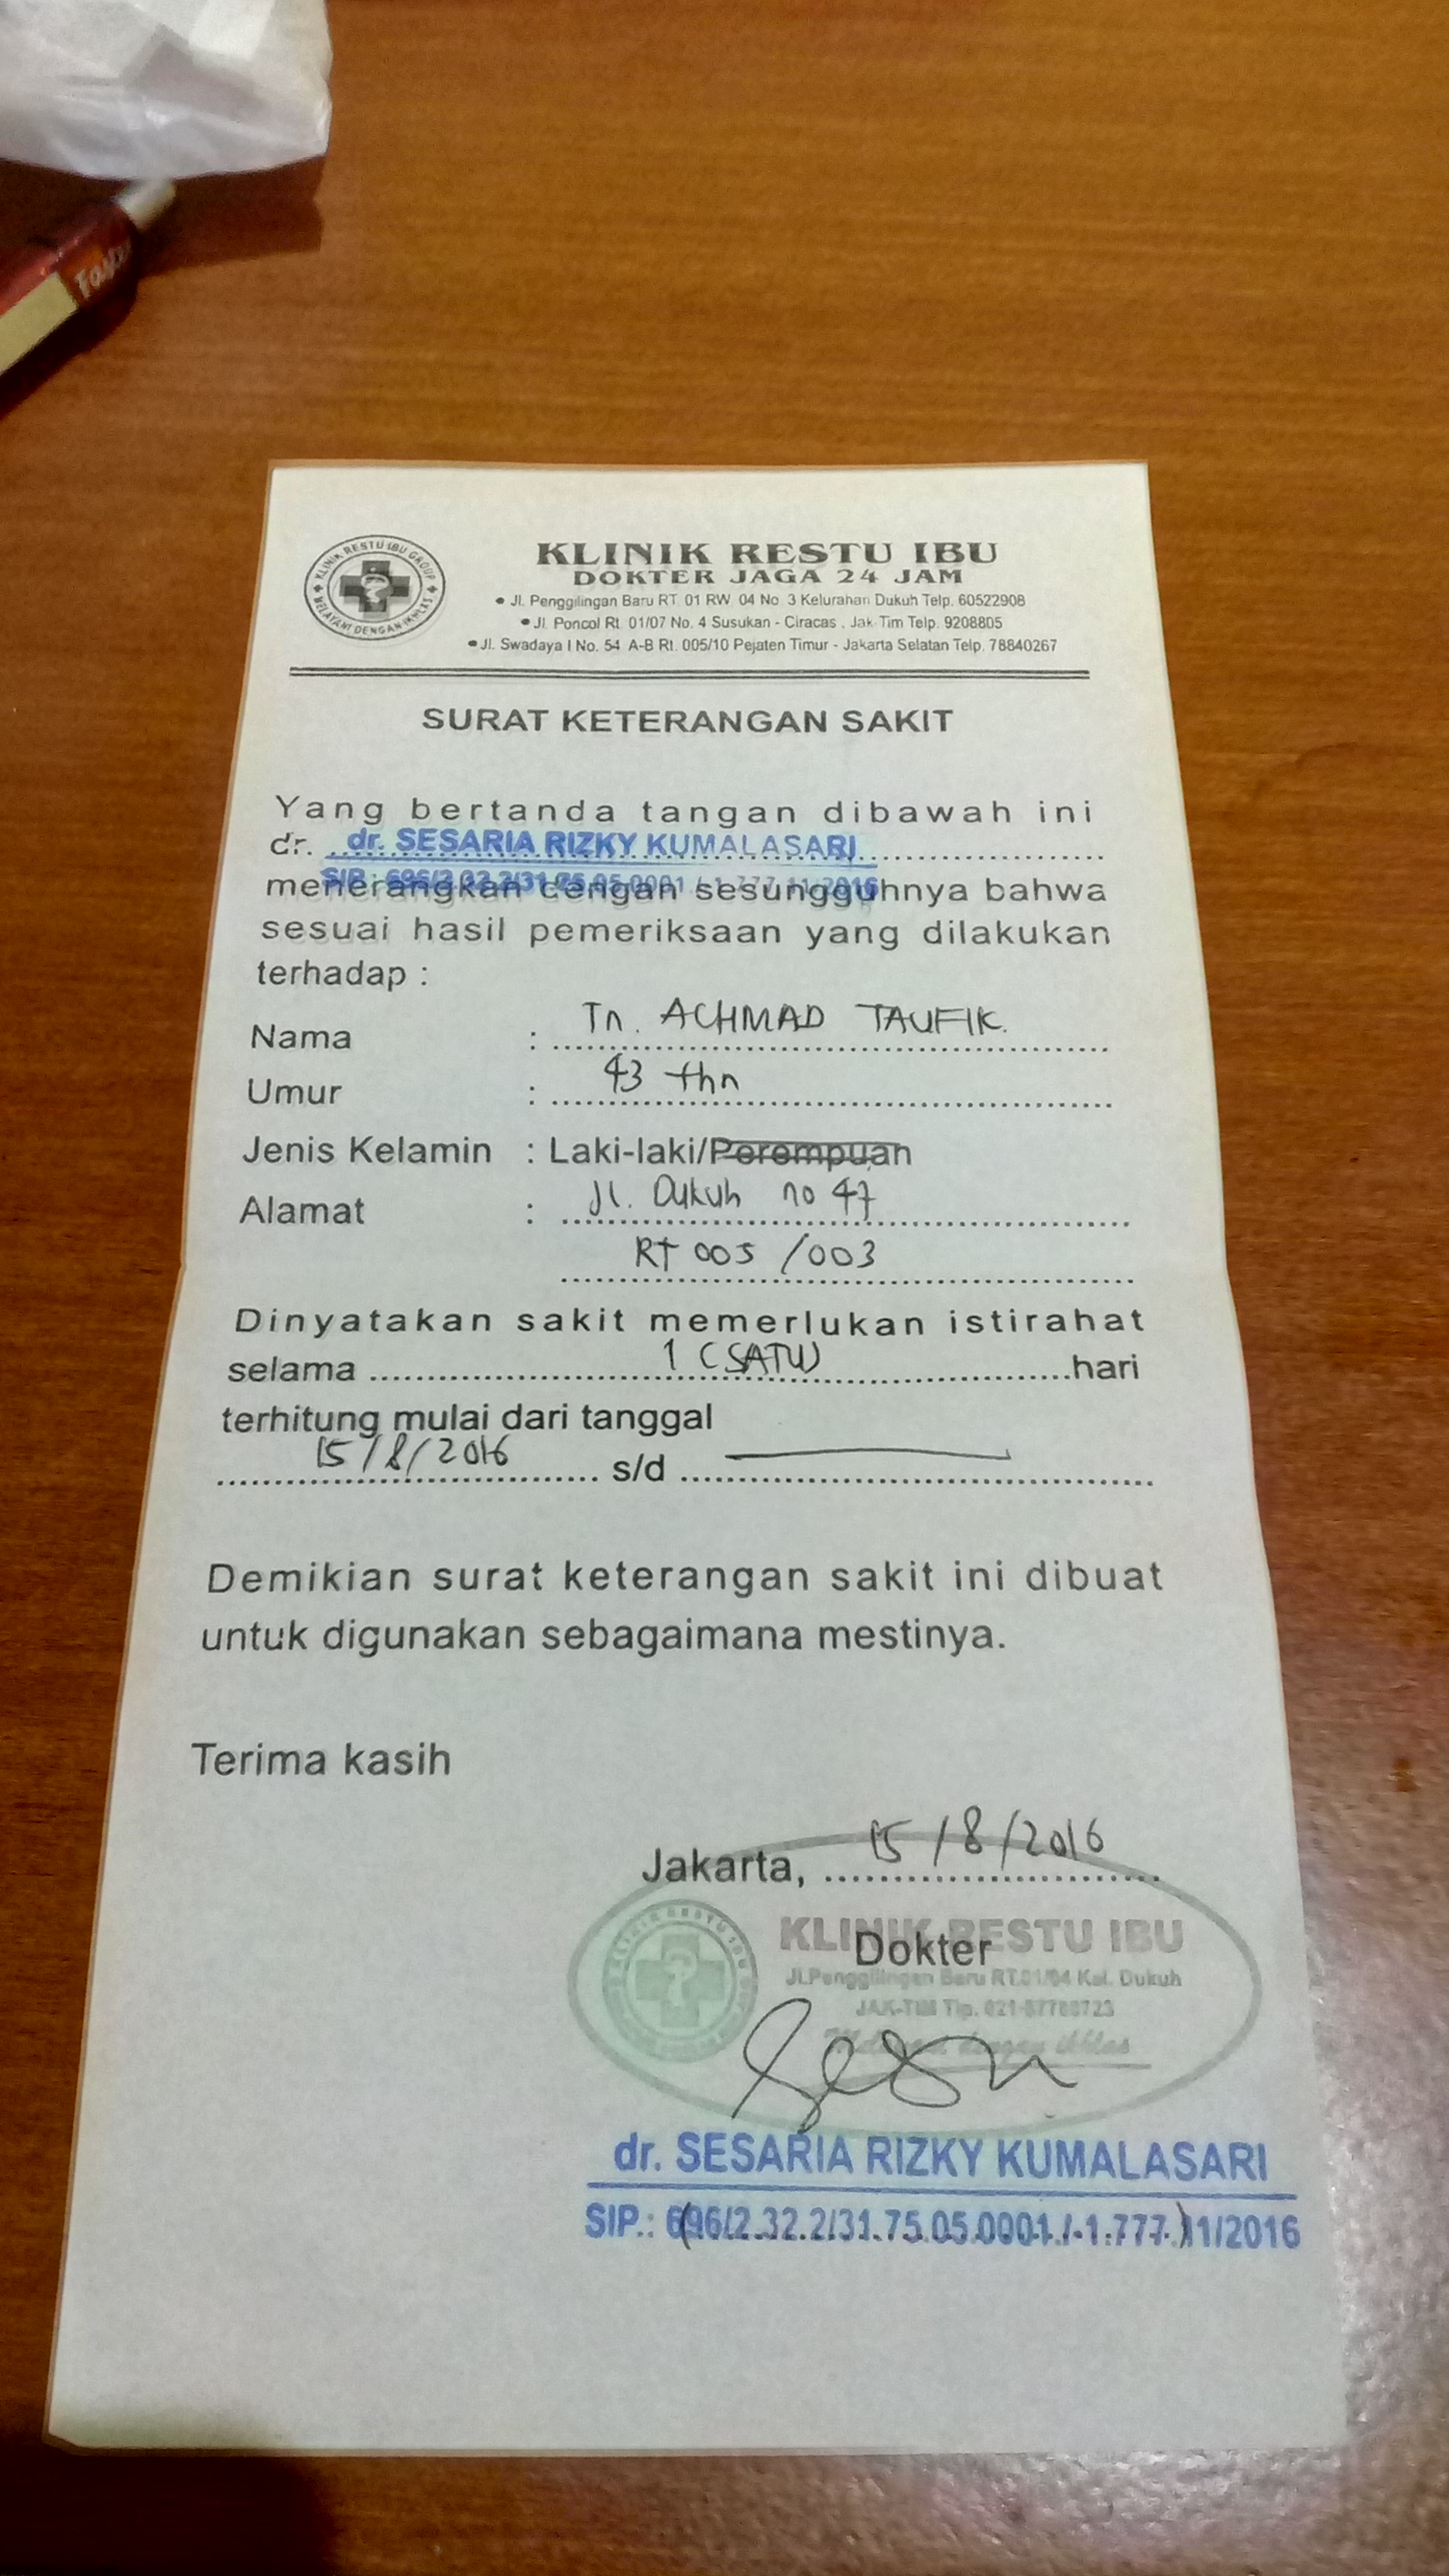 Faster
KLINIK RESTU IBU GROUP
MELAYANI DENGAN IKHLAS
KLINIK RESTU IBU
DOKTER JAGA 24 JAM
• Jl. Penggilingan Baru RT. 01 RW. 04 No. 3 Kelurahan Dukuh Telp. 60522908
• Jl. Poncol Rt. 01/07 No. 4 Susukan - Ciracas . Jak-Tim Telp. 9208805
• Jl. Swadaya I No. 54 A-B Rt. 005/10 Pejaten Timur - Jakarta Selatan Telp. 78840267
SURAT KETERANGAN SAKIT
Yang bertanda tangan dibawah ini
dr. dr. SESARIA RIZKY KUMALASARI
SIP.: 696/2.32.2/31.75.05.0001/-1.777.11/2016
menerangkan dengan sesungguhnya bahwa
sesuai hasil pemeriksaan yang dilakukan
terhadap :
Nama : Tn. ACHMAD TAUFIK.
Umur : 43 thn
Jenis Kelamin : Laki-laki/Perempuan
Alamat : Jl. Dukuh no 47
RT 005 /003
Dinyatakan sakit memerlukan istirahat
selama 1 (SATU) hari
terhitung mulai dari tanggal
15/8/2016 s/d
Demikian surat keterangan sakit ini dibuat
untuk digunakan sebagaimana mestinya.
Terima kasih
Jakarta, 15/8/2016
KLINIK RESTU IBU
Dokter
Jl.Penggilingan Baru RT.01/04 Kel. Dukuh
JAK-TIM Tlp. 021-87788723
dengan ikhlas
dr. SESARIA RIZKY KUMALASARI
SIP.: 696/2.32.2/31.75.05.0001/-1.777.11/2016